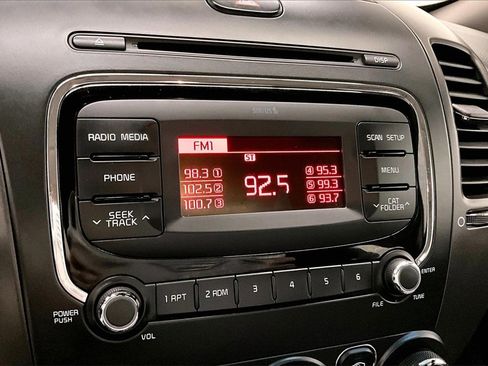 DISP
SIRIUS
RADIO MEDIA
PHONE
SEEK
TRACK
FM1
ST
98.3 1
102.5 2
100.7 3
92.5
4 95.3
5 99.3
6 93.7
SCAN SETUP
MENU
CAT
FOLDER
1 RPT
2 RDM
3
4
5
6
POWER
PUSH
VOL
ENTER
FILE
TUNE